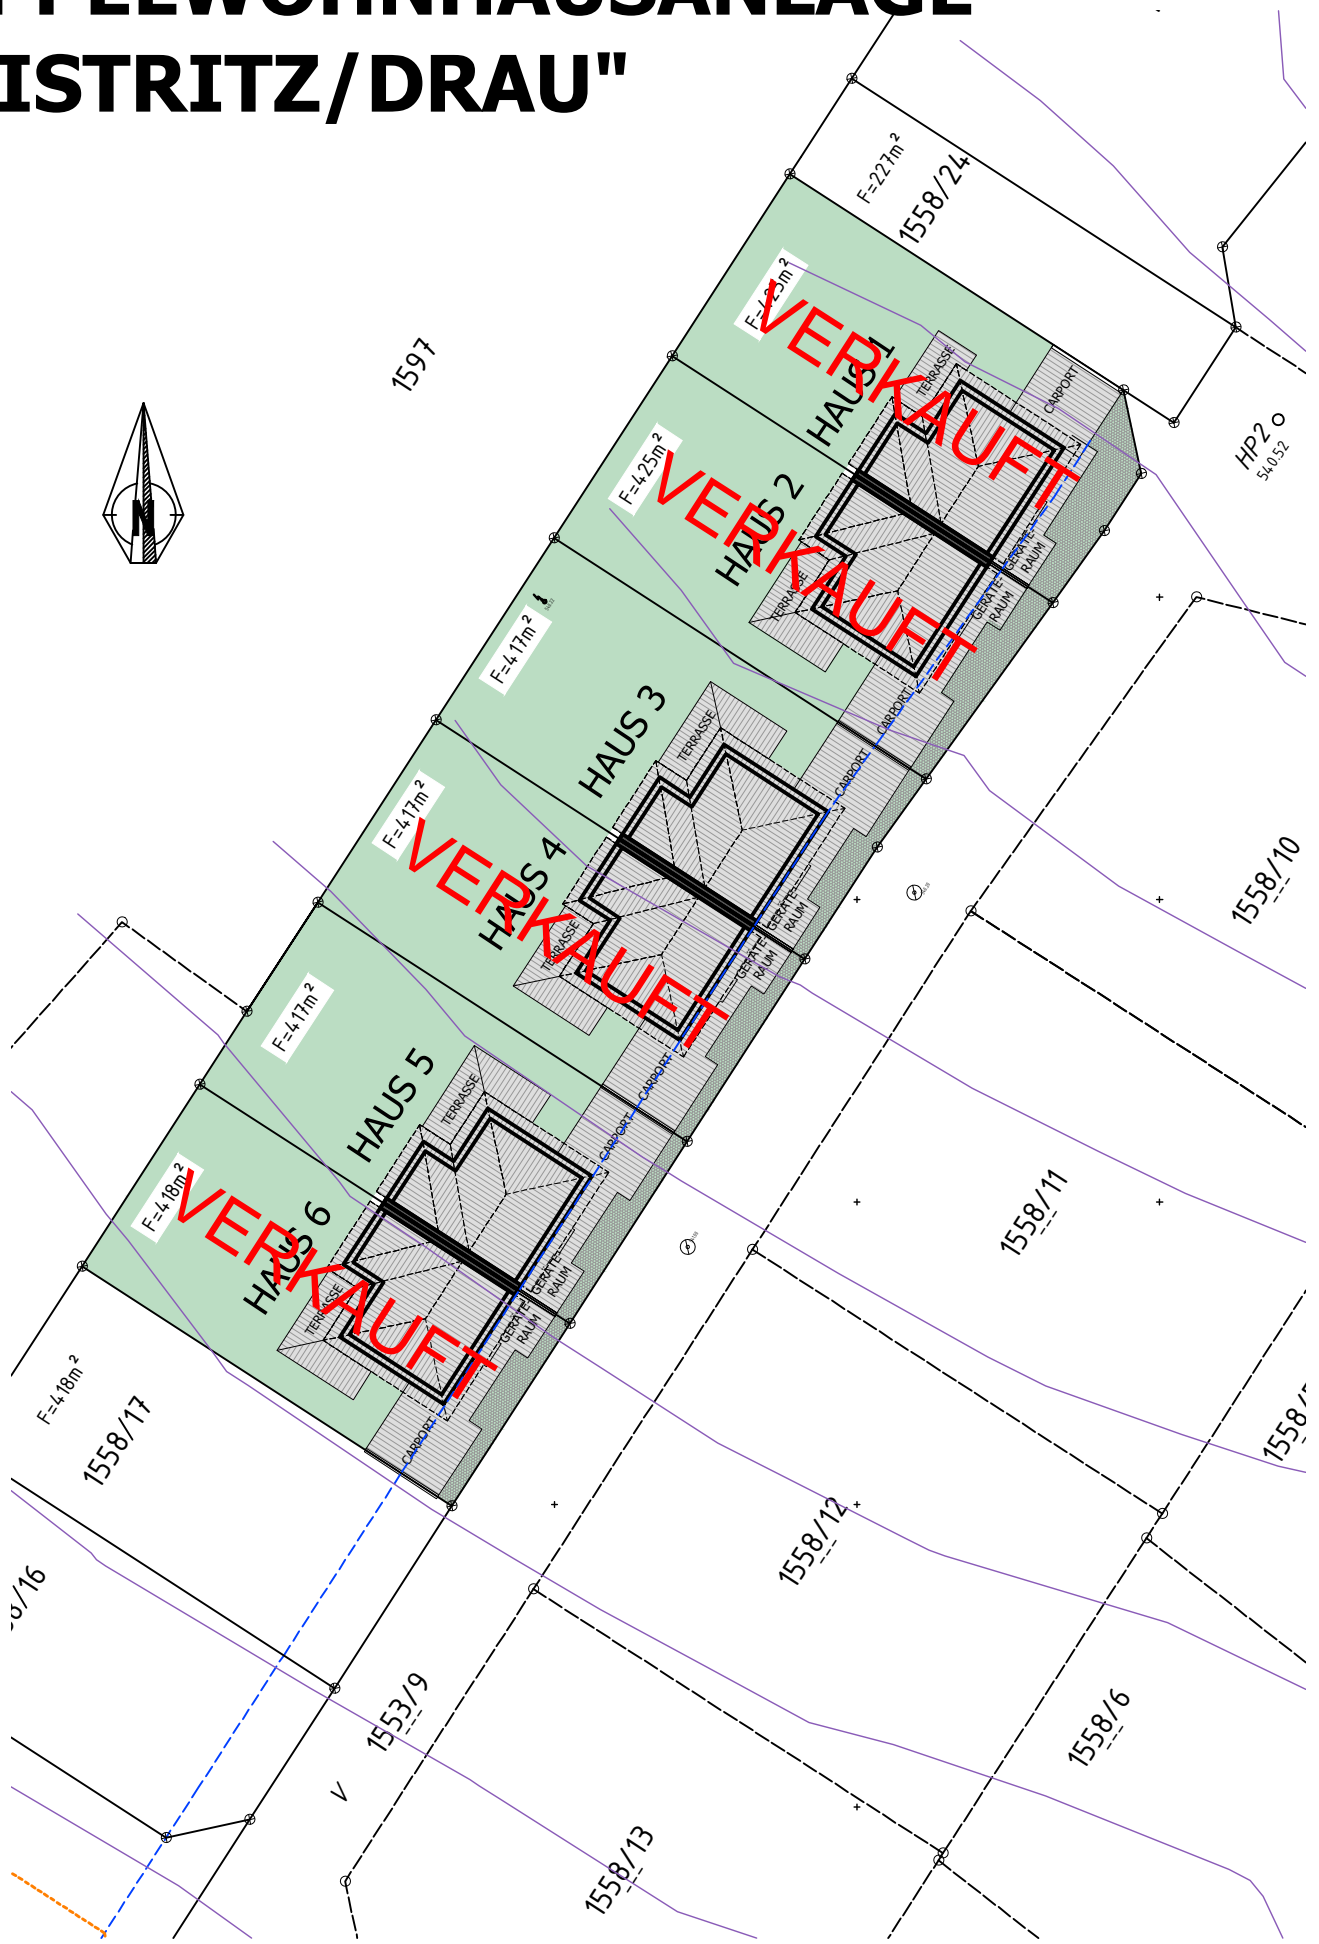 ISTRITZ/DRAU"
F=227m²
1558/24
1597
N
HP2
540.52
VERKAUFT
HAUS 1
TERRASSE
CARPORT
GERÄTE-
RAUM
F=425m²
VERKAUFT
HAUS 2
TERRASSE
GERÄTE-
RAUM
CARPORT
F=417m²
HAUS 3
TERRASSE
CARPORT
GERÄTE-
RAUM
F=417m²
VERKAUFT
HAUS 4
TERRASSE
GERÄTE-
RAUM
CARPORT
F=417m²
HAUS 5
TERRASSE
CARPORT
GERÄTE-
RAUM
F=418m²
VERKAUFT
HAUS 6
TERRASSE
GERÄTE-
RAUM
CARPORT
1558/10
1558/11
F=418m²
1558/17
1558/12
1553/9
V
1558/6
1558/13